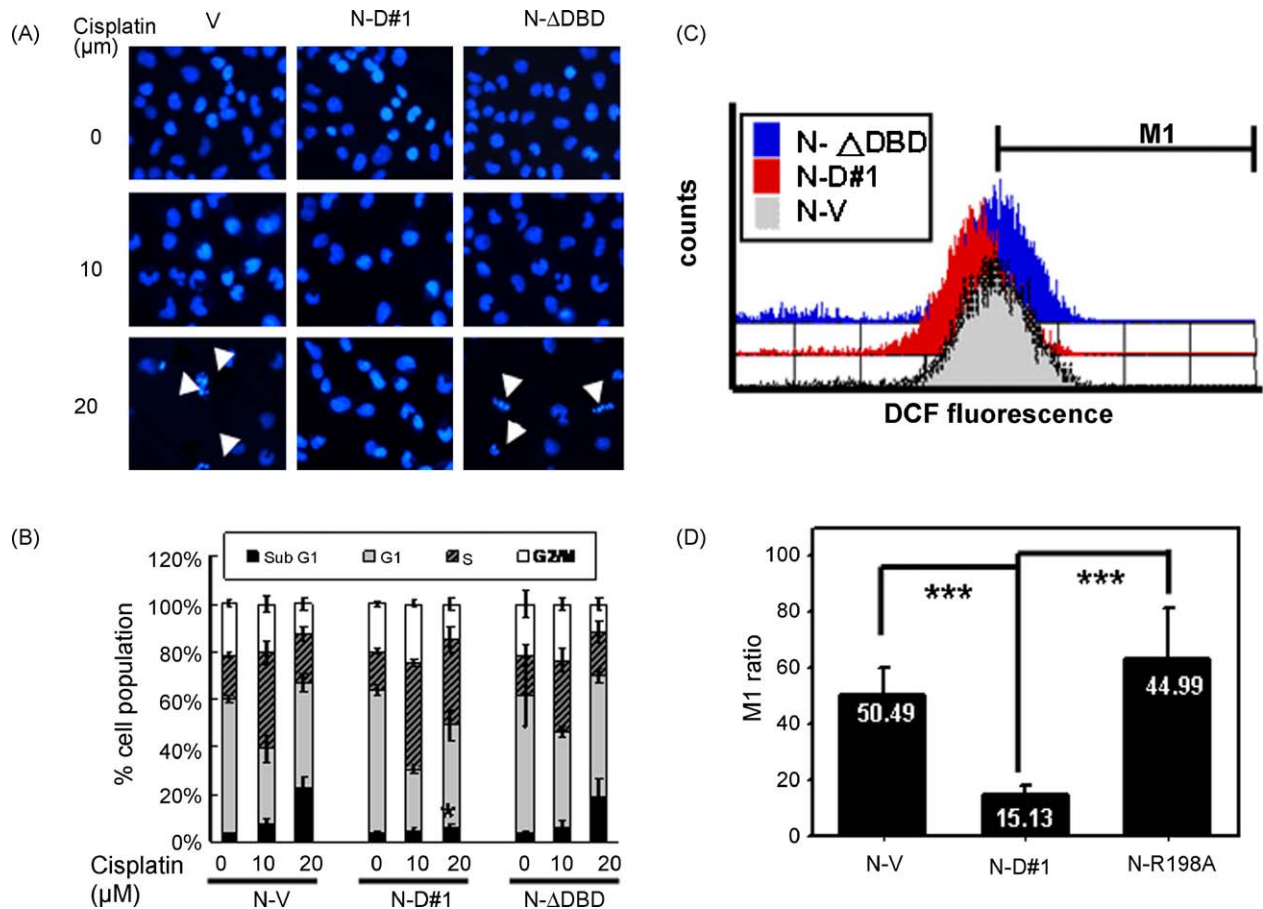 (A)
Cisplatin
(μm)
V
N-D#1
N-ΔDBD
0
10
20
(B)
120%
100%
80%
60%
40%
20%
0%
% cell population
Sub G1
G1
S
G2/M
*
Cisplatin
(μM)
0 10 20
0 10 20
0 10 20
N-V
N-D#1
N-ΔDBD
(C)
counts
N- △DBD
N-D#1
N-V
M1
DCF fluorescence
(D)
M1 ratio
100
80
60
40
20
0
***
***
50.49
15.13
44.99
N-V
N-D#1
N-R198A